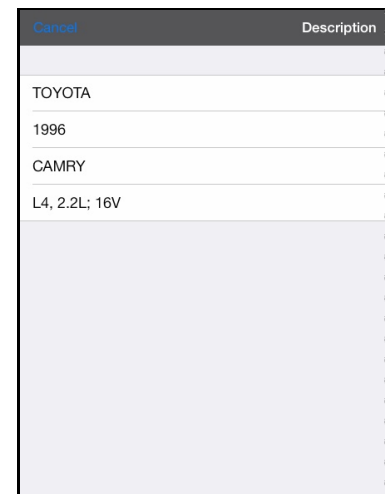 Cancel Description
TOYOTA
1996
CAMRY
L4, 2.2L; 16V